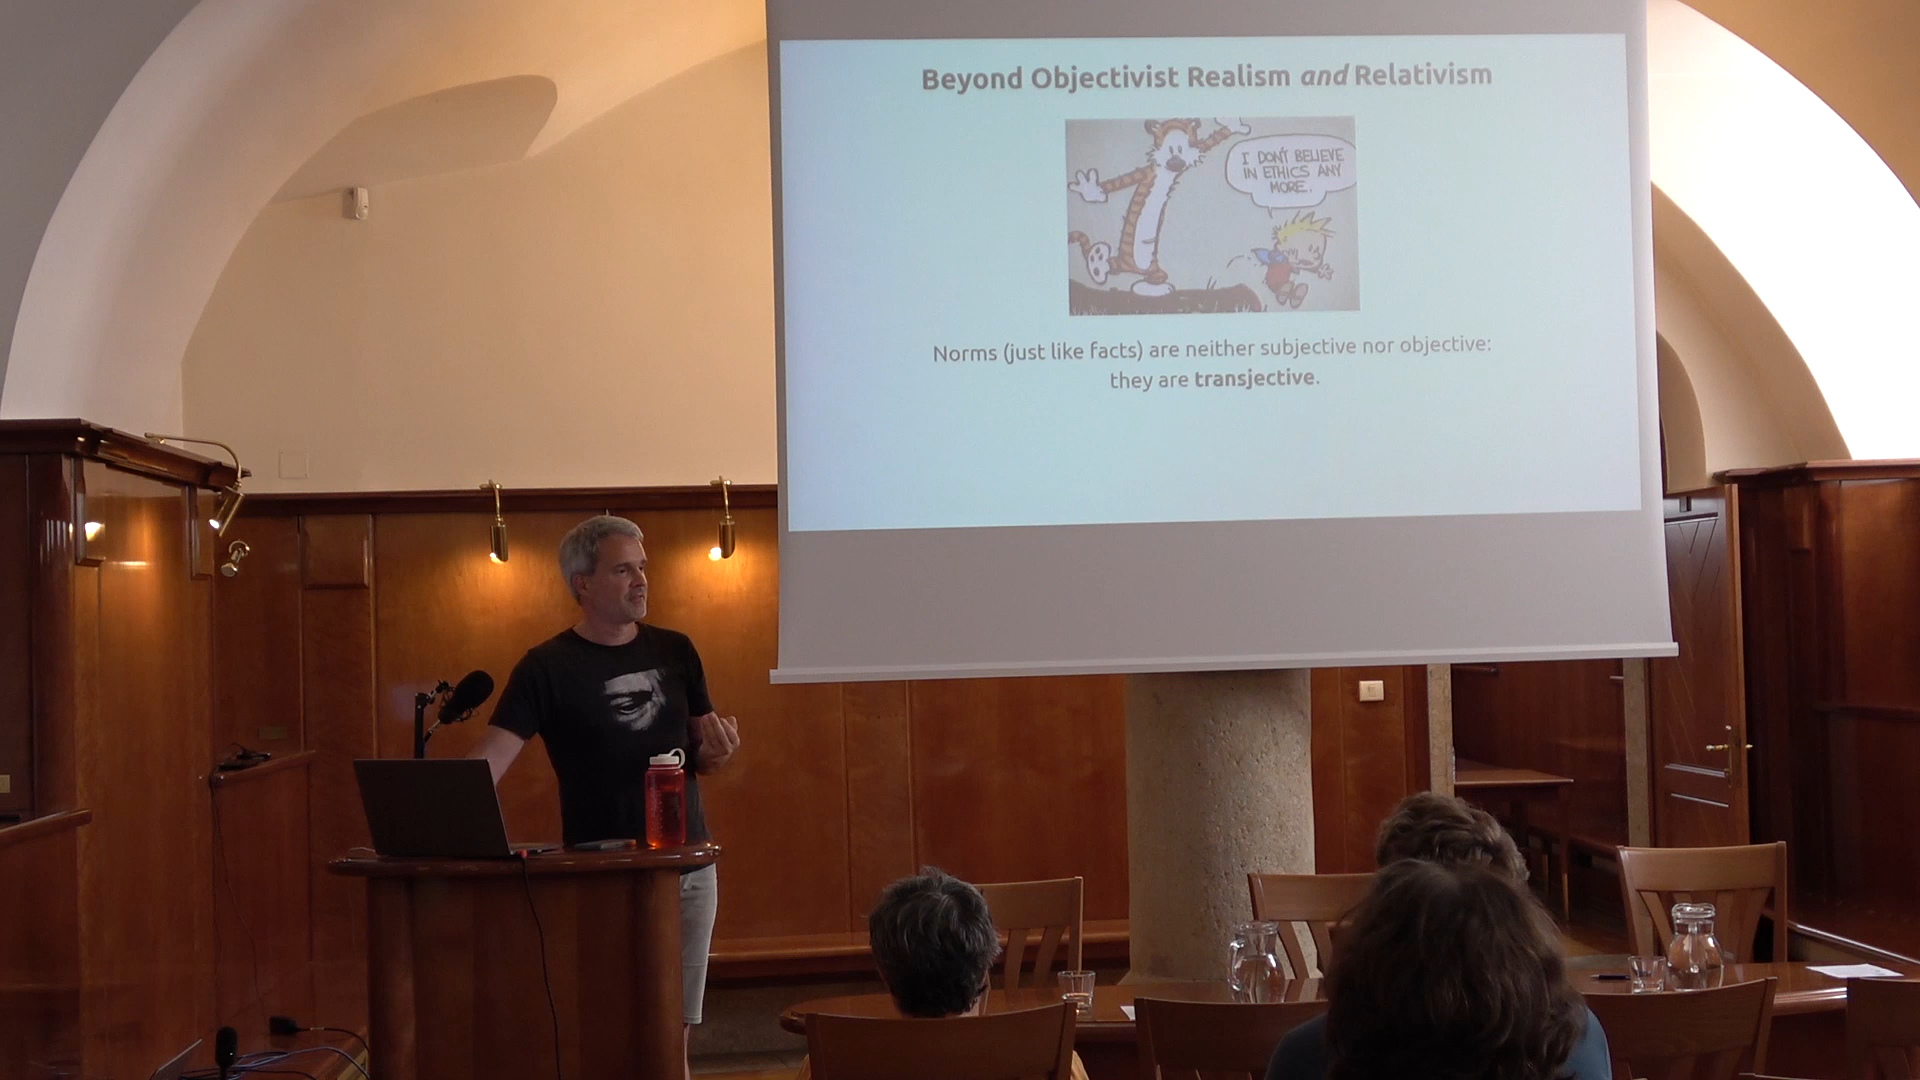 Beyond Objectivist Realism and Relativism
I DON'T BELIEVE
IN ETHICS ANY
MORE.
Norms (just like facts) are neither subjective nor objective:
they are transjective.